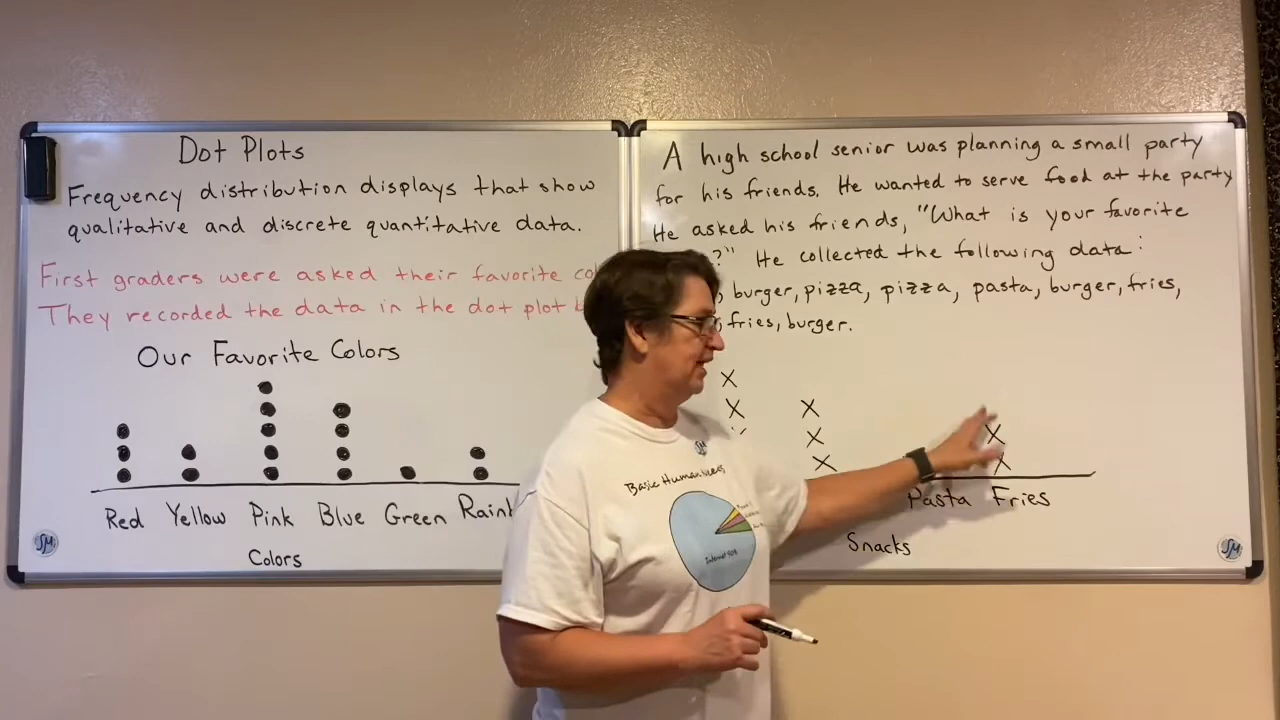 Dot Plots
Frequency distribution displays that show
qualitative and discrete quantitative data.
First graders were asked their favorite
They recorded the data in the dot plot
Our Favorite Colors
Red Yellow Pink Blue Green
Colors
SM
A high school senior was planning a small party
for his friends. He wanted to serve food at the party
He asked his friends, "What is your favorite
?" He collected the following data:
, burger, pizza, pizza, pasta, burger, fries,
fries, burger.
X
X X
X X
X X
Pasta Fries
Snacks
SM
SM
Basic Human Needs
Internet